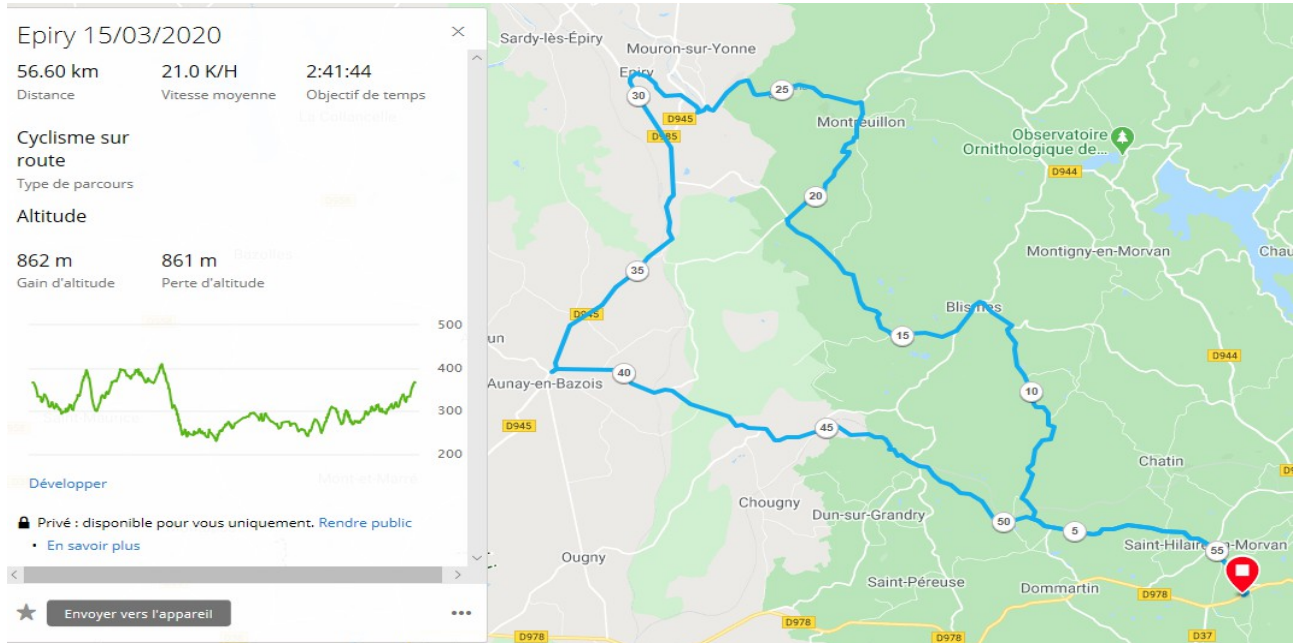 Epiry 15/03/2020
56.60 km 21.0 K/H 2:41:44
Distance Vitesse moyenne Objectif de temps
Cyclisme sur
route
Type de parcours
Altitude
862 m 861 m
Gain d'altitude Perte d'altitude
500
400
300
200
Développer
Privé : disponible pour vous uniquement. Rendre public
• En savoir plus
Envoyer vers l'appareil
Sardy-lès-Épiry
Mouron-sur-Yonne
Epiry
30
25
D945
D985
Montreuillon
Observatoire
Ornithologique de...
D944
20
Montigny-en-Morvan
Chau
35
D945
Blismes
15
un
D944
Aunay-en-Bazois
40
10
D945
45
Chatin
Chougny
Dun-sur-Grandry
50
5
Saint-Hilaire-en-Morvan
55
Ougny
Saint-Péreuse
Dommartin
D978
D978
D978
D37